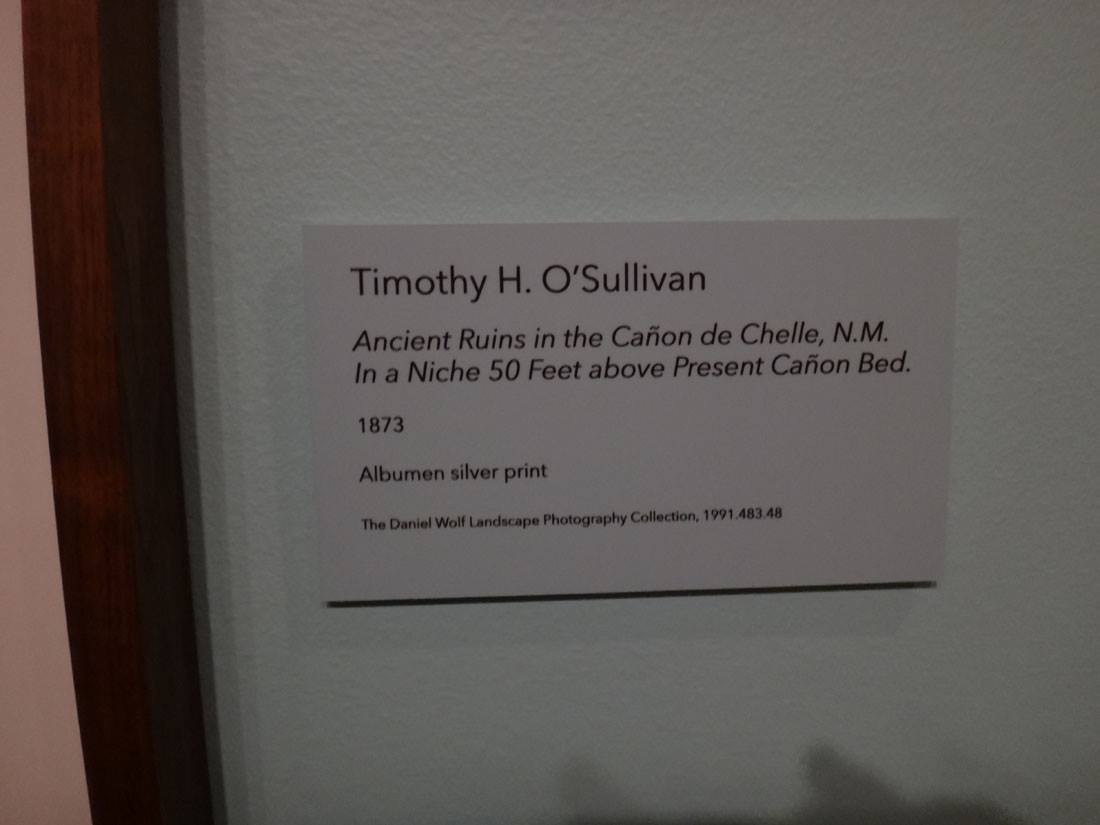 Timothy H. O'Sullivan
Ancient Ruins in the Cañon de Chelle, N.M.
In a Niche 50 Feet above Present Cañon Bed.
1873
Albumen silver print
The Daniel Wolf Landscape Photography Collection, 1991.483.48